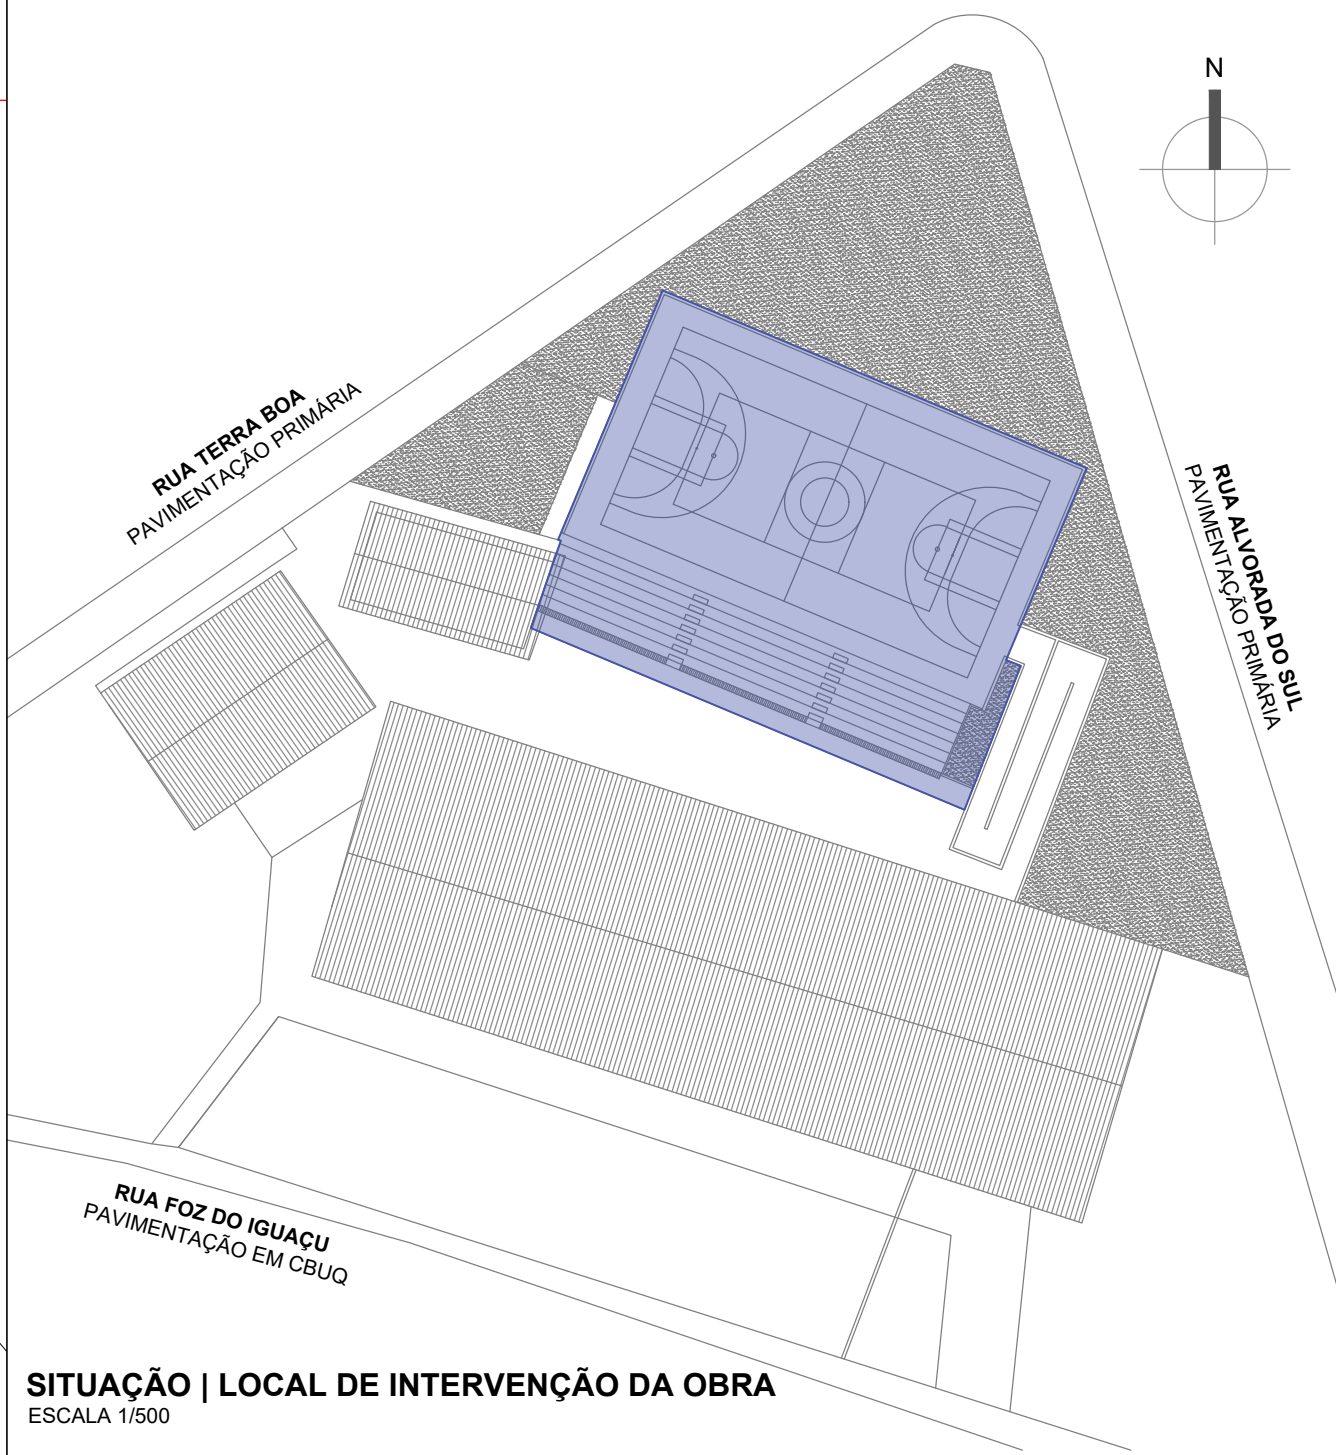 N
RUA TERRA BOA
PAVIMENTAÇÃO PRIMÁRIA
RUA ALVORADA DO SUL
PAVIMENTAÇÃO PRIMÁRIA
RUA FOZ DO IGUAÇU
PAVIMENTAÇÃO EM CBUQ
SITUAÇÃO | LOCAL DE INTERVENÇÃO DA OBRA
ESCALA 1/500